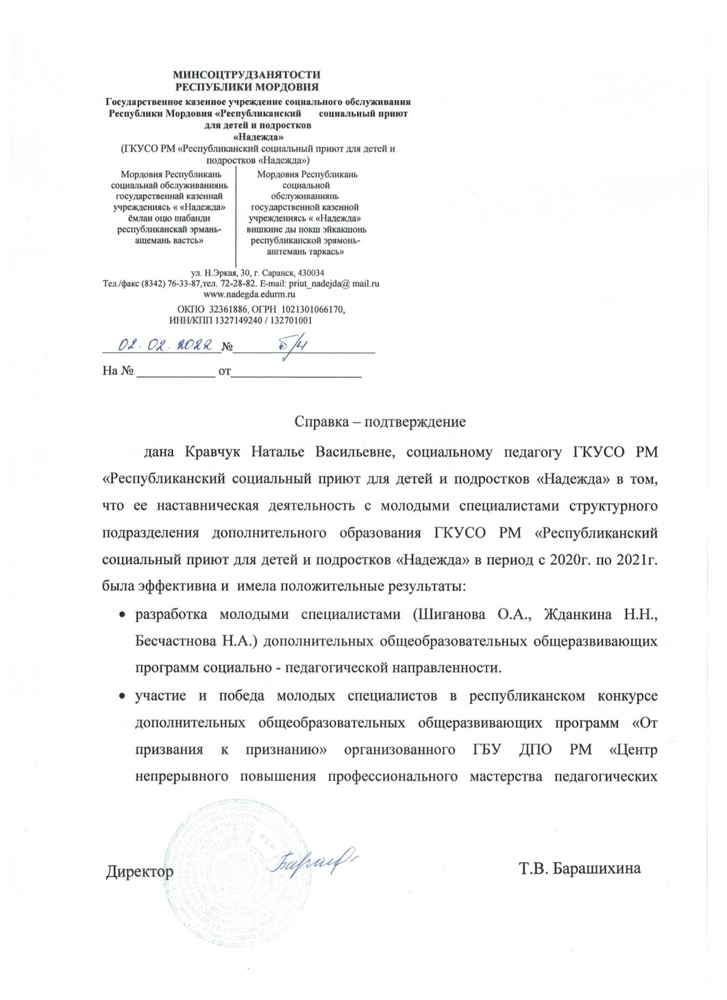 МИНСОЦТРУДЗАНЯТОСТИ
РЕСПУБЛИКИ МОРДОВИЯ
Государственное казенное учреждение социального обслуживания
Республики Мордовия «Республиканский социальный приют
для детей и подростков
«Надежда»
(ГКУСО РМ «Республиканский социальный приют для детей и
подростков «Надежда»)
Мордовия Республикань
социальнай обслуживаниянь
государственнай казеннай
учреждениясь « «Надежда»
ёмлаи оцю шабанди
республиканскай эрмань-
ащемань вастсь»
Мордовия Республикань
социальной
обслуживаниянь
государственной казенной
учреждениясь « «Надежда»
вишкине ды покш эйкакшонь
республиканской эрямонь-
аштемань таркась»
ул. Н.Эркая, 30, г. Саранск, 430034
Тел./факс (8342) 76-33-87,тел. 72-28-82. E-mail: priut_nadejda@ mail.ru
www.nadegda.edurm.ru
ОКПО 32361886, ОГРН 1021301066170,
ИНН/КПП 1327149240 / 132701001
02.02.2022 № б/н
На № ____________ от____________________
Справка – подтверждение
дана Кравчук Наталье Васильевне, социальному педагогу ГКУСО РМ
«Республиканский социальный приют для детей и подростков «Надежда» в том,
что ее наставническая деятельность с молодыми специалистами структурного
подразделения дополнительного образования ГКУСО РМ «Республиканский
социальный приют для детей и подростков «Надежда» в период с 2020г. по 2021г.
была эффективна и имела положительные результаты:
• разработка молодыми специалистами (Шиганова О.А., Жданкина Н.Н.,
Бесчастнова Н.А.) дополнительных общеобразовательных общеразвивающих
программ социально - педагогической направленности.
• участие и победа молодых специалистов в республиканском конкурсе
дополнительных общеобразовательных общеразвивающих программ «От
призвания к признанию» организованного ГБУ ДПО РМ «Центр
непрерывного повышения профессионального мастерства педагогических
Директор
Т.В. Барашихина